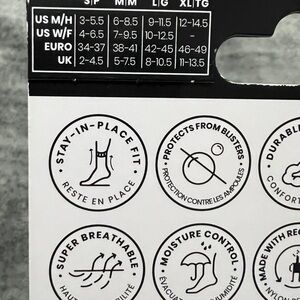 S|P M|M L|G XL|TG
US M/H 3-5.5 6-8.5 9-11.5 12-14.5
US W/F 4-6.5 7-9.5 10-12.5 -
EURO 34-37 38-41 42-45 46-49
UK 2-4.5 5-7.5 8-10.5 11-13.5
• STAY-IN-PLACE FIT •
RESTE EN PLACE
• PROTECTS FROM BLISTERS •
PROTECTION CONTRE LES AMPOULES
DURABL
CONFORT
• SUPER BREATHABLE •
• MOISTURE CONTROL •
MADE WITH REC